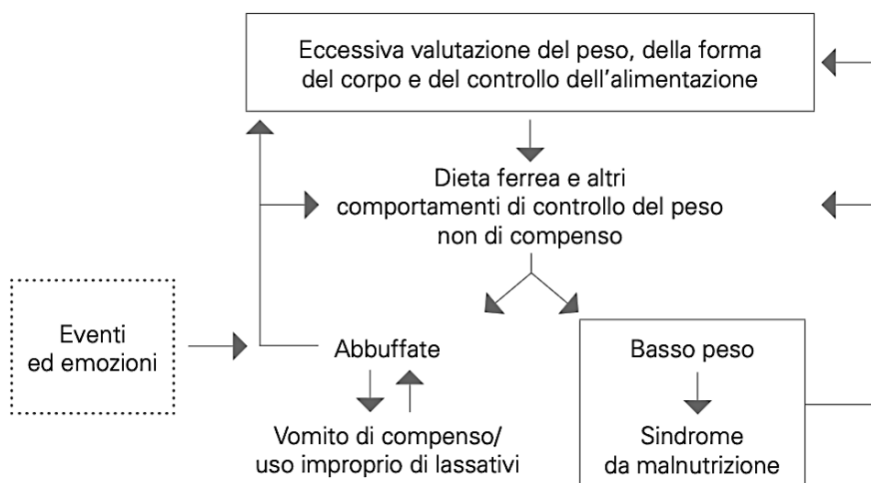 Eccessiva valutazione del peso, della forma
del corpo e del controllo dell'alimentazione
Dieta ferrea e altri
comportamenti di controllo del peso
non di compenso
Eventi
ed emozioni
Abbuffate
Basso peso
Vomito di compenso/
uso improprio di lassativi
Sindrome
da malnutrizione